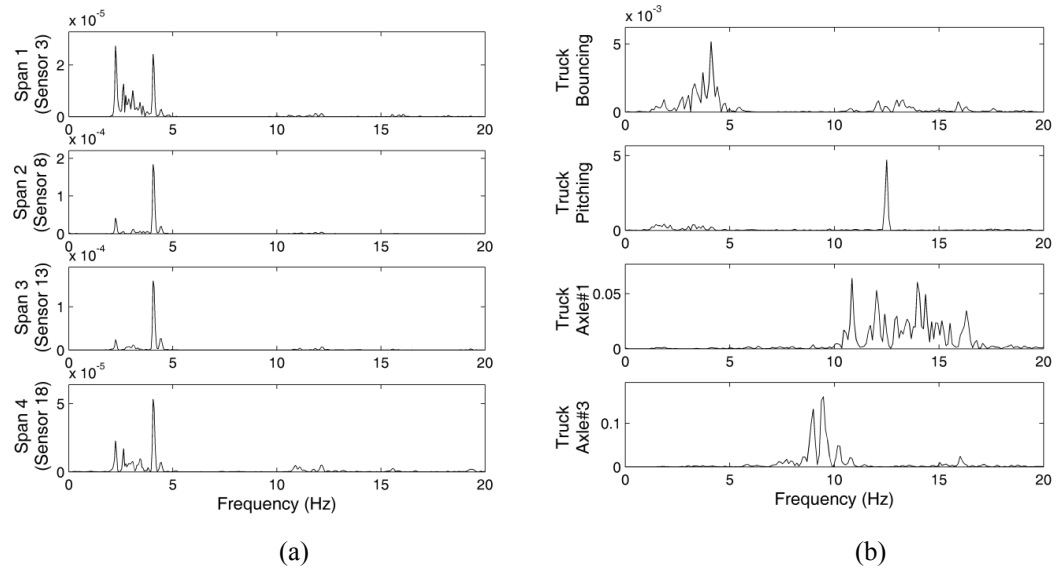 x 10-5
Span 1
(Sensor 3)
2
0
0 5 10 15 20
x 10-4
Span 2
(Sensor 8)
2
1
0
0 5 10 15 20
x 10-4
Span 3
(Sensor 13)
1
0
0 5 10 15 20
x 10-5
Span 4
(Sensor 18)
5
0
0 5 10 15 20
Frequency (Hz)
(a)
x 10-3
Truck
Bouncing
5
0
0 5 10 15 20
Truck
Pitching
5
0
0 5 10 15 20
Truck
Axle#1
0.05
0
0 5 10 15 20
Truck
Axle#3
0.1
0
0 5 10 15 20
Frequency (Hz)
(b)